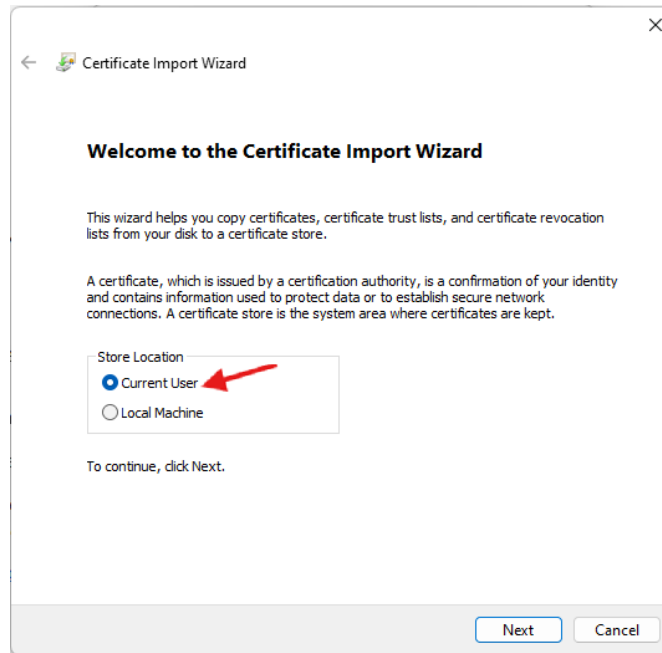 Certificate Import Wizard
Welcome to the Certificate Import Wizard
This wizard helps you copy certificates, certificate trust lists, and certificate revocation
lists from your disk to a certificate store.
A certificate, which is issued by a certification authority, is a confirmation of your identity
and contains information used to protect data or to establish secure network
connections. A certificate store is the system area where certificates are kept.
Store Location
Current User
Local Machine
To continue, click Next.
Next Cancel